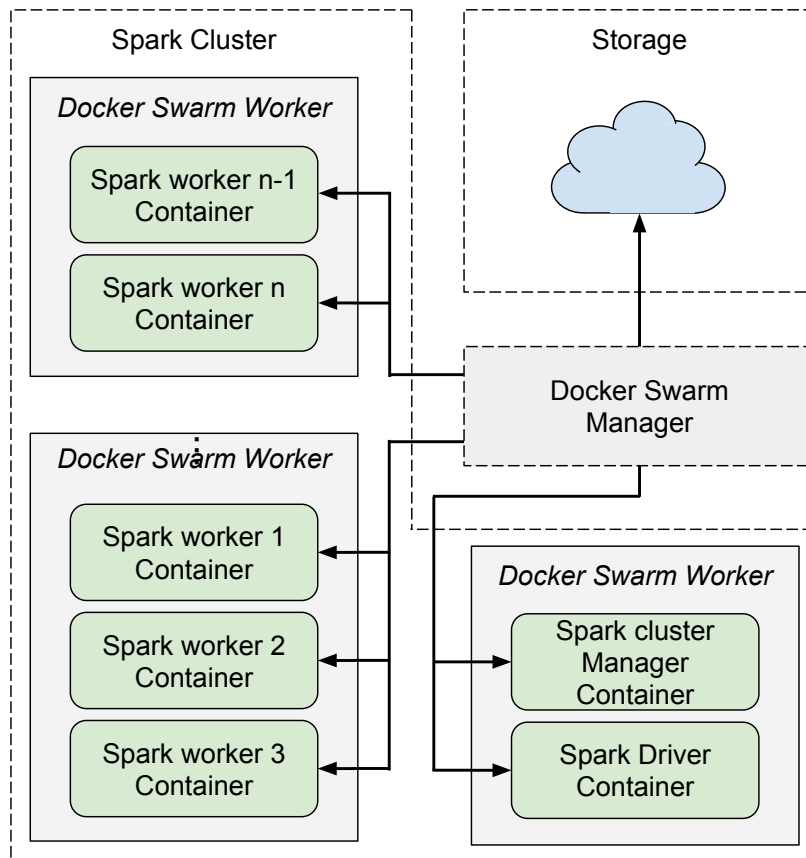 Spark Cluster
Docker Swarm Worker
Spark worker n-1
Container
Spark worker n
Container
Docker Swarm Worker
Spark worker 1
Container
Spark worker 2
Container
Spark worker 3
Container
Storage
Docker Swarm
Manager
Docker Swarm Worker
Spark cluster
Manager
Container
Spark Driver
Container